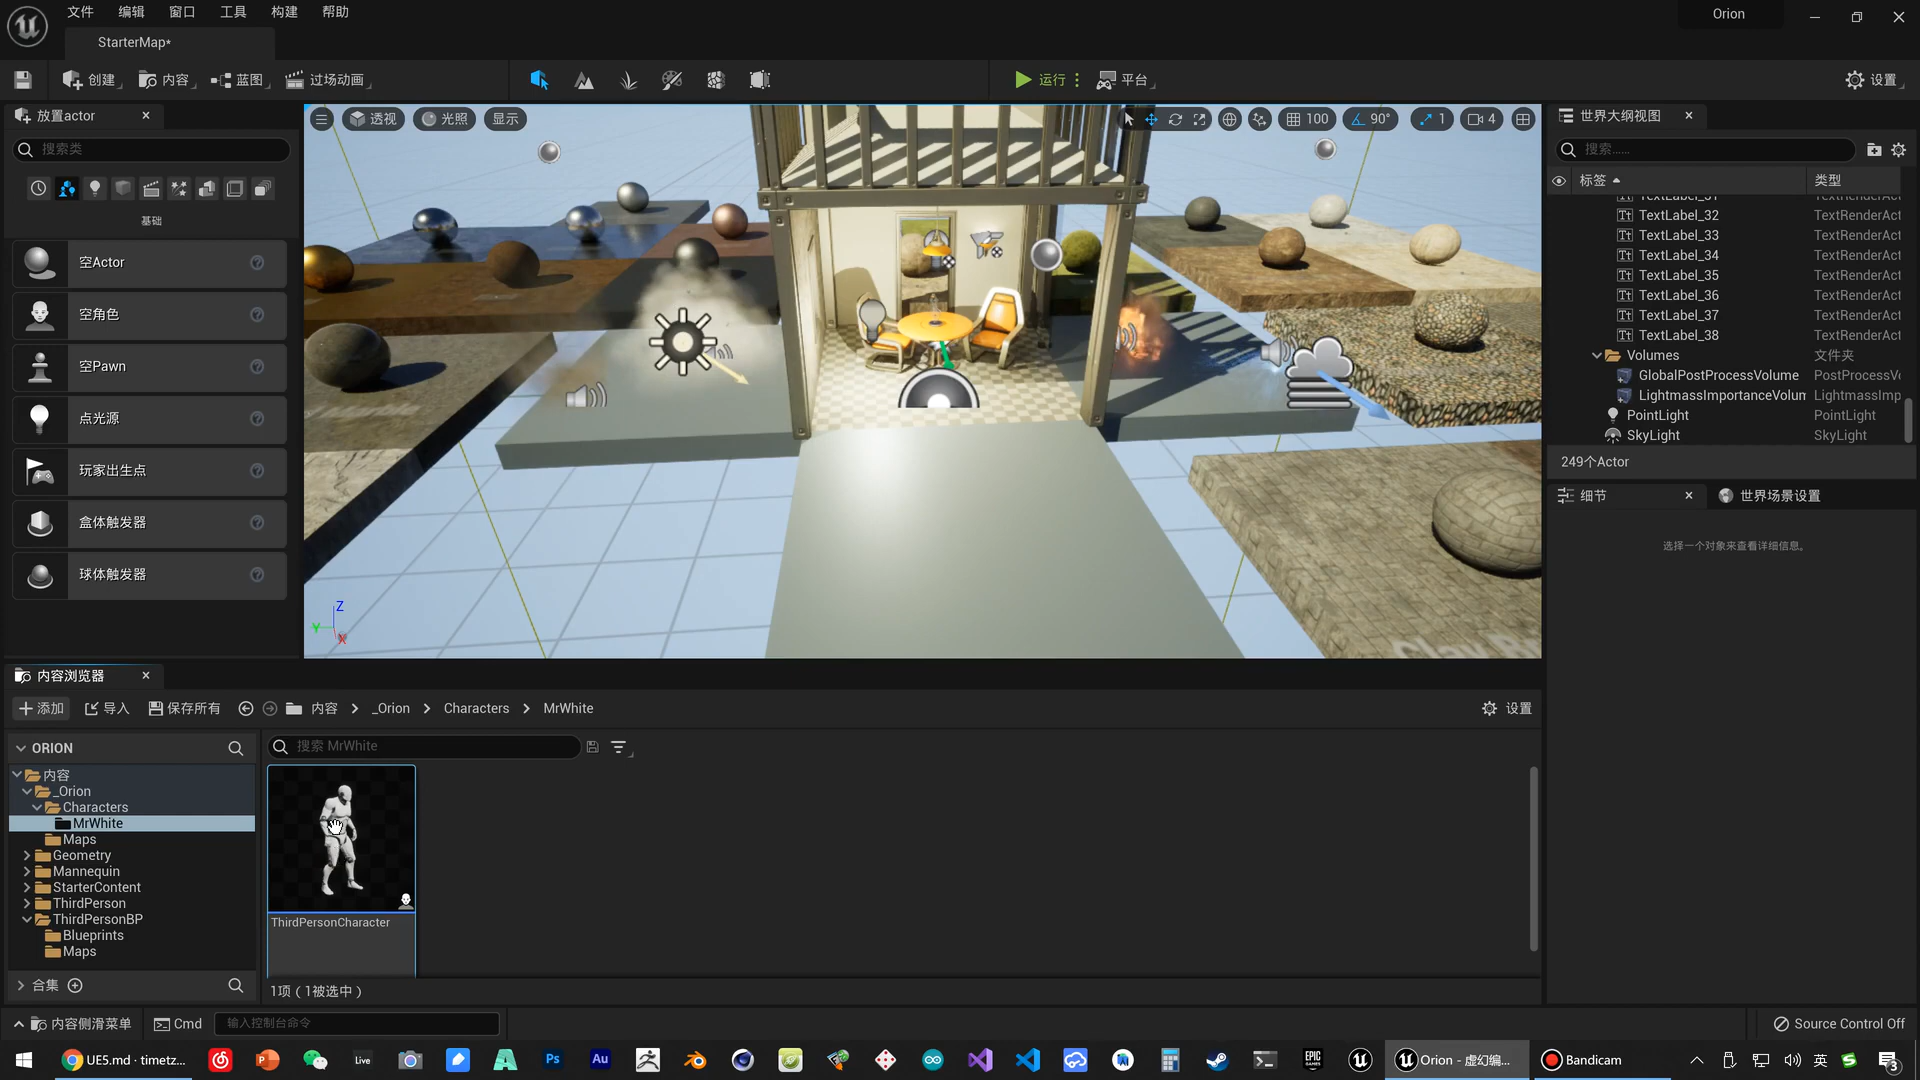 文件 编辑 窗口 工具 构建 帮助
Orion
StarterMap*
创建 内容 蓝图 过场动画
运行 平台 设置
放置actor
搜索类
基础
空Actor
空角色
空Pawn
点光源
玩家出生点
盒体触发器
球体触发器
透视 光照 显示
100 90° 1 4
Z
Y
X
世界大纲视图
搜索......
标签 类型
TextLabel_32 TextRenderAct
TextLabel_33 TextRenderAct
TextLabel_34 TextRenderAct
TextLabel_35 TextRenderAct
TextLabel_36 TextRenderAct
TextLabel_37 TextRenderAct
TextLabel_38 TextRenderAct
Volumes 文件夹
GlobalPostProcessVolume PostProcessVo
LightmassImportanceVolum LightmassImp
PointLight PointLight
SkyLight SkyLight
249个Actor
细节 世界场景设置
选择一个对象来查看详细信息。
内容浏览器
添加 导入 保存所有 内容 _Orion Characters MrWhite 设置
ORION
搜索 MrWhite
内容
_Orion
Characters
MrWhite
Maps
Geometry
Mannequin
StarterContent
ThirdPerson
ThirdPersonBP
Blueprints
Maps
合集
ThirdPersonCharacter
1项（1被选中）
内容侧滑菜单 Cmd 输入控制台命令
Source Control Off
UE5.md · timetz... Live Ps Au EPIC GAMES Orion - 虚幻编... Bandicam 英 3